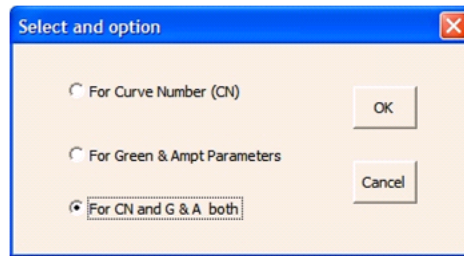 Select and option
For Curve Number (CN)
OK
For Green & Ampt Parameters
Cancel
For CN and G & A both